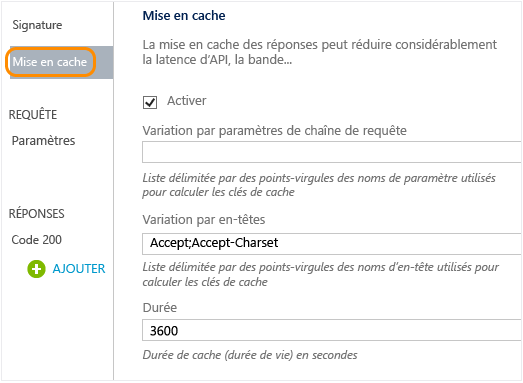 Signature
Mise en cache
REQUÊTE
Paramètres
RÉPONSES
Code 200
AJOUTER
Mise en cache
La mise en cache des réponses peut réduire considérablement
la latence d'API, la bande...
Activer
Variation par paramètres de chaîne de requête
Liste délimitée par des points-virgules des noms de paramètre utilisés
pour calculer les clés de cache
Variation par en-têtes
Accept;Accept-Charset
Liste délimitée par des points-virgules des noms d'en-tête utilisés pour
calculer les clés de cache
Durée
3600
Durée de cache (durée de vie) en secondes